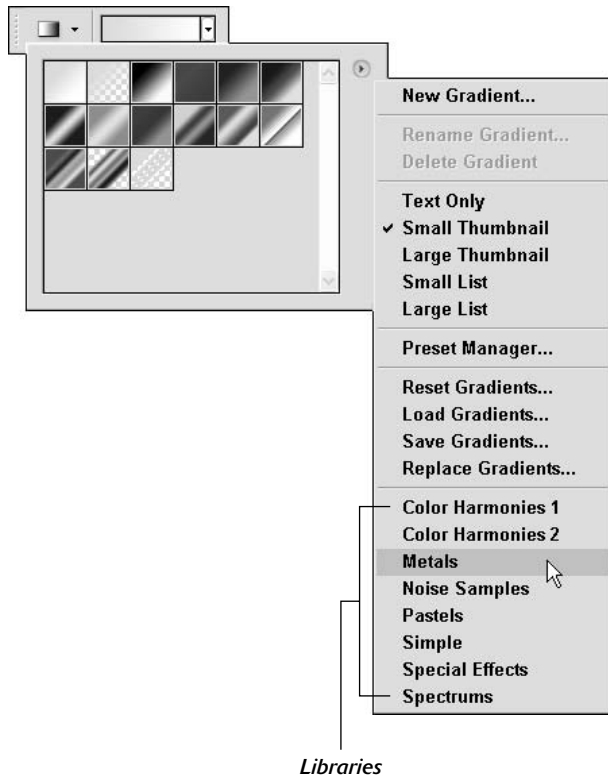 New Gradient...
Rename Gradient...
Delete Gradient
Text Only
Small Thumbnail
Large Thumbnail
Small List
Large List
Preset Manager...
Reset Gradients...
Load Gradients...
Save Gradients...
Replace Gradients...
Color Harmonies 1
Color Harmonies 2
Metals
Noise Samples
Pastels
Simple
Special Effects
Spectrums
Libraries